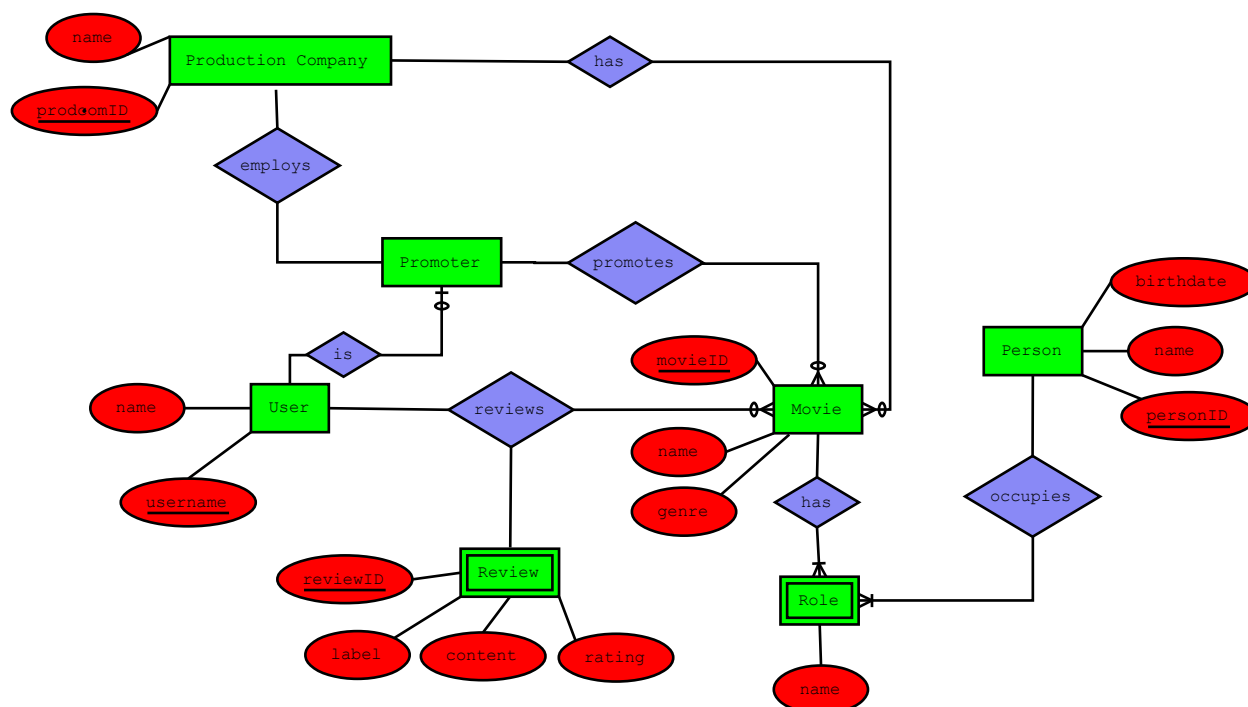 name
Production Company
has
prodcomID
employs
Promoter
promotes
birthdate
Person
name
movieID
is
name
User
reviews
Movie
personID
name
username
genre
has
occupies
reviewID
Review
Role
label
content
rating
name